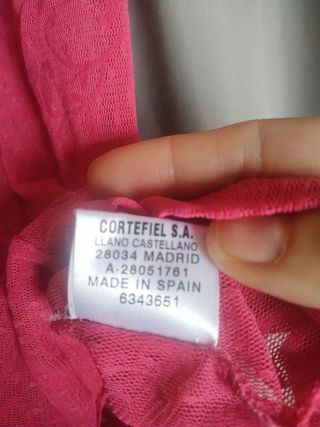 CORTEFIEL S.A.
LLANO CASTELLANO
28034 MADRID
A-28051761
MADE IN SPAIN
6343651